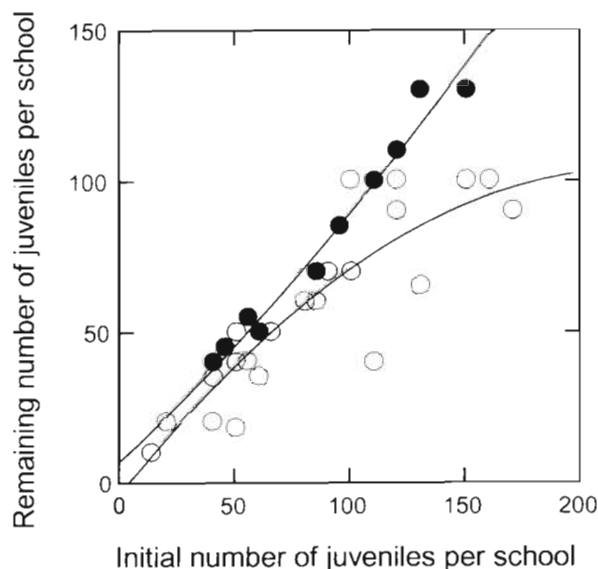 Remaining number of juveniles per school
150
100
50
0
0 50 100 150 200
Initial number of juveniles per school